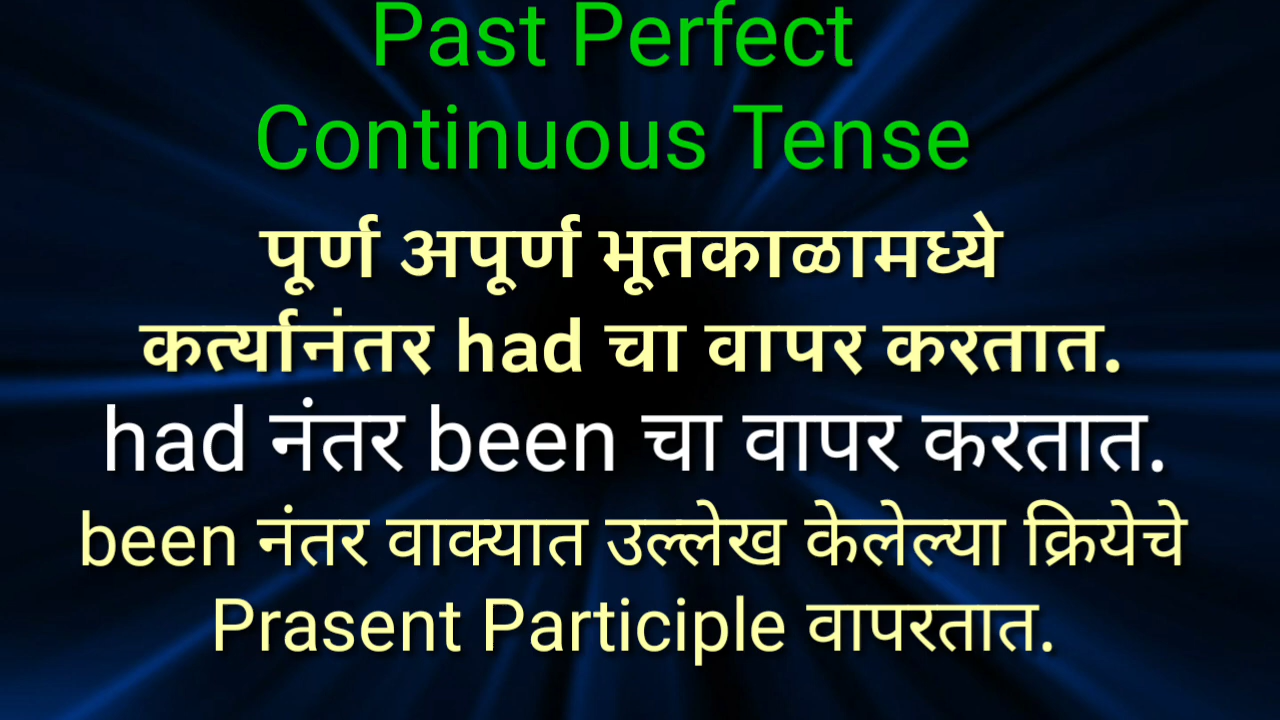 Past Perfect
Continuous Tense
पूर्ण अपूर्ण भूतकाळामध्ये
कर्त्यानंतर had चा वापर करतात.
had नंतर been चा वापर करतात.
been नंतर वाक्यात उल्लेख केलेल्या क्रियेचे
Prasent Participle वापरतात.